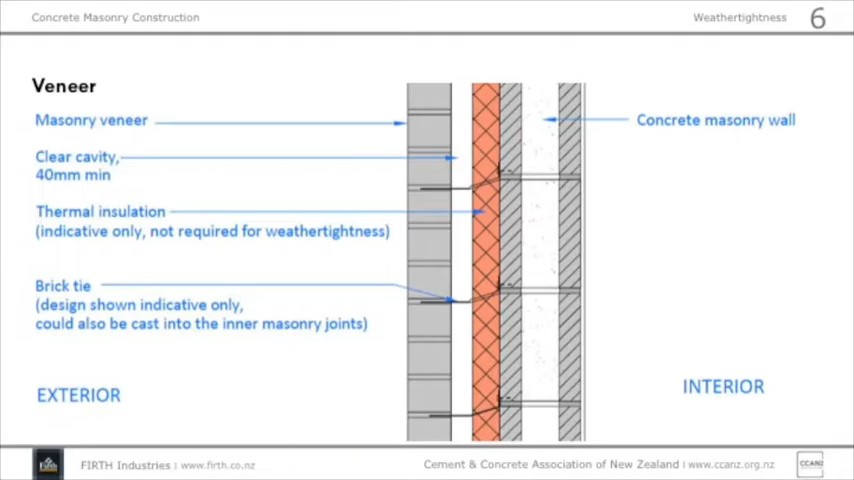 Concrete Masonry Construction
Weathertightness 6
Veneer
Masonry veneer
Concrete masonry wall
Clear cavity,
40mm min
Thermal insulation
(indicative only, not required for weathertightness)
Brick tie
(design shown indicative only,
could also be cast into the inner masonry joints)
EXTERIOR
INTERIOR
FIRTH Industries | www.firth.co.nz
Cement & Concrete Association of New Zealand | www.ccanz.org.nz
CCANZ